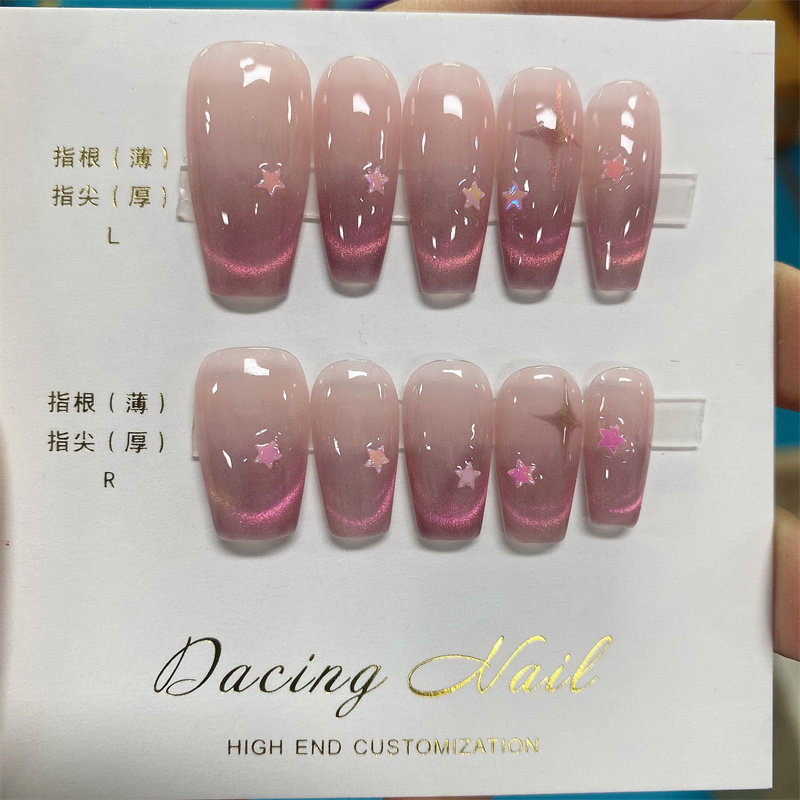 指根(薄)
指尖(厚)
L
指根(薄)
指尖(厚)
R
Dacing Nail
HIGH END CUSTOMIZATION